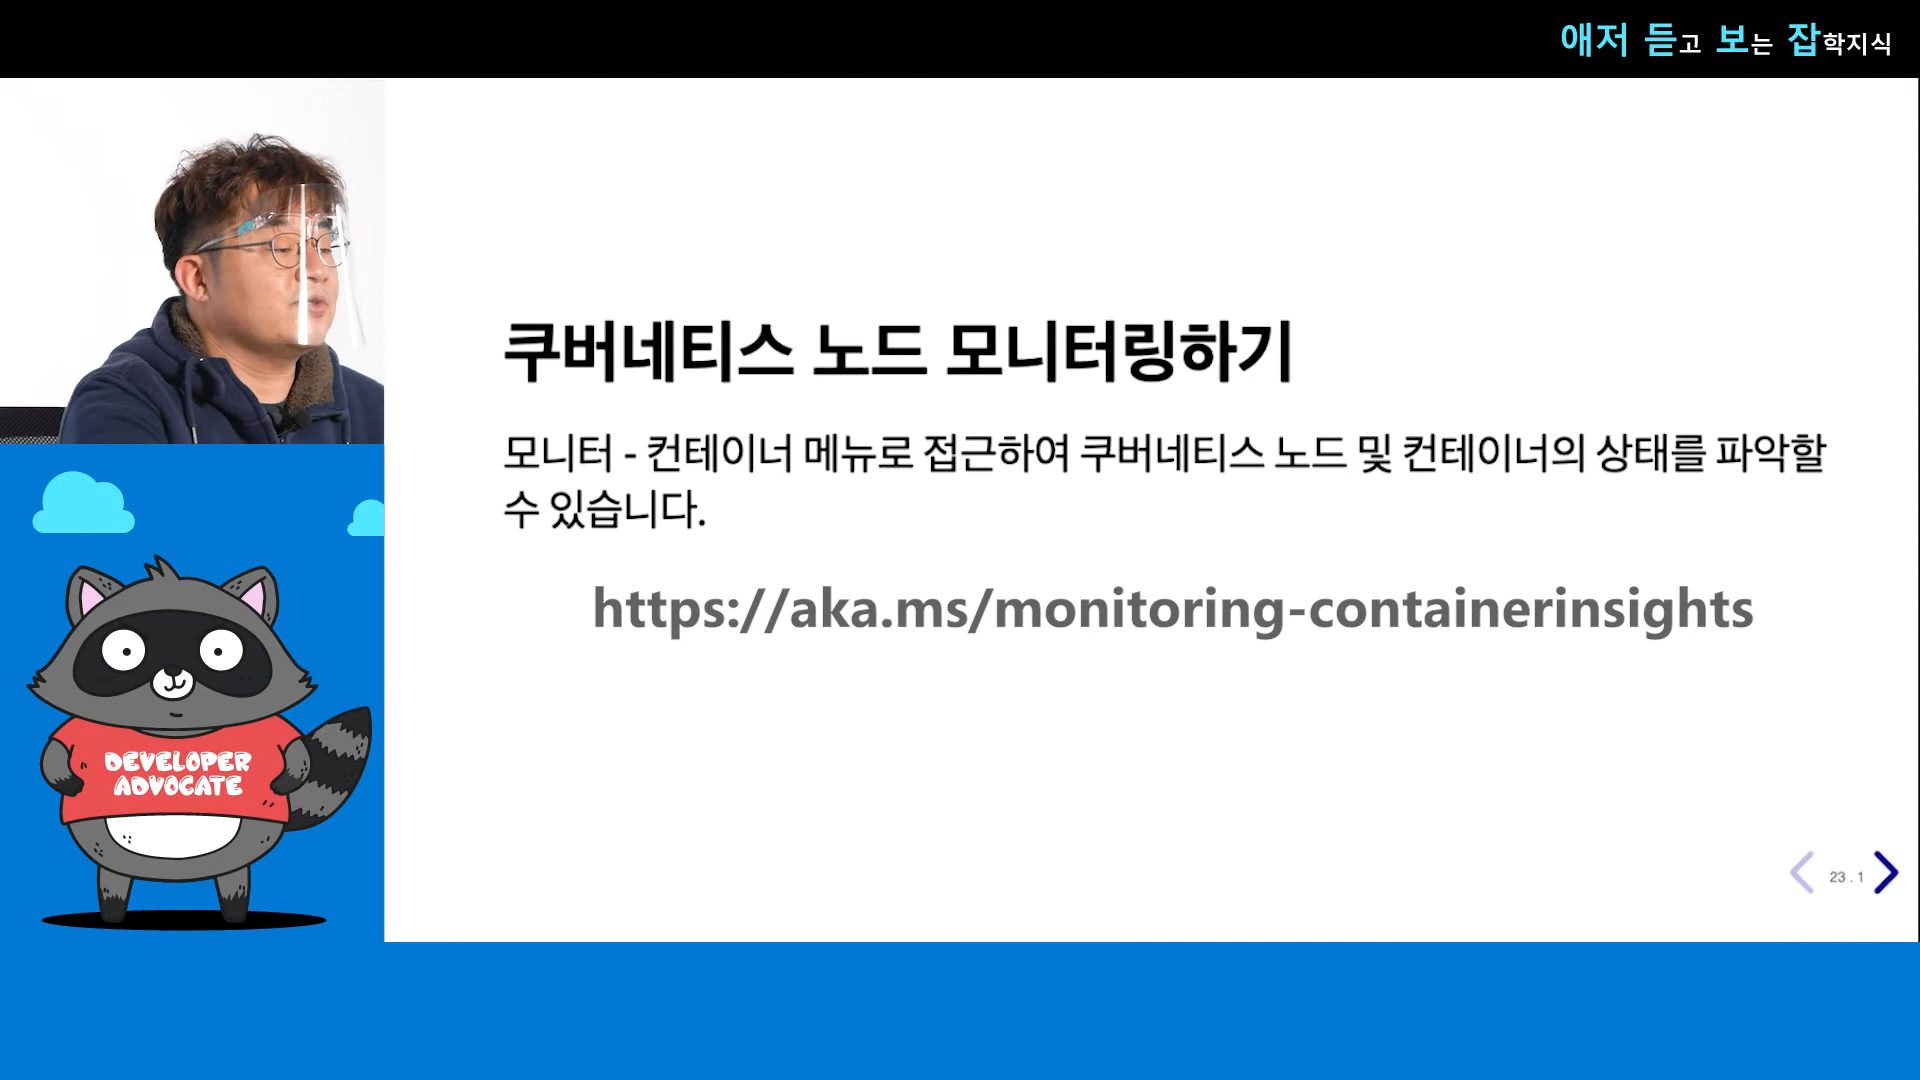 애저 듣고 보는 잡학지식
쿠버네티스 노드 모니터링하기
모니터 - 컨테이너 메뉴로 접근하여 쿠버네티스 노드 및 컨테이너의 상태를 파악할
수 있습니다.
https://aka.ms/monitoring-containerinsights
DEVELOPER
ADVOCATE
23 . 1